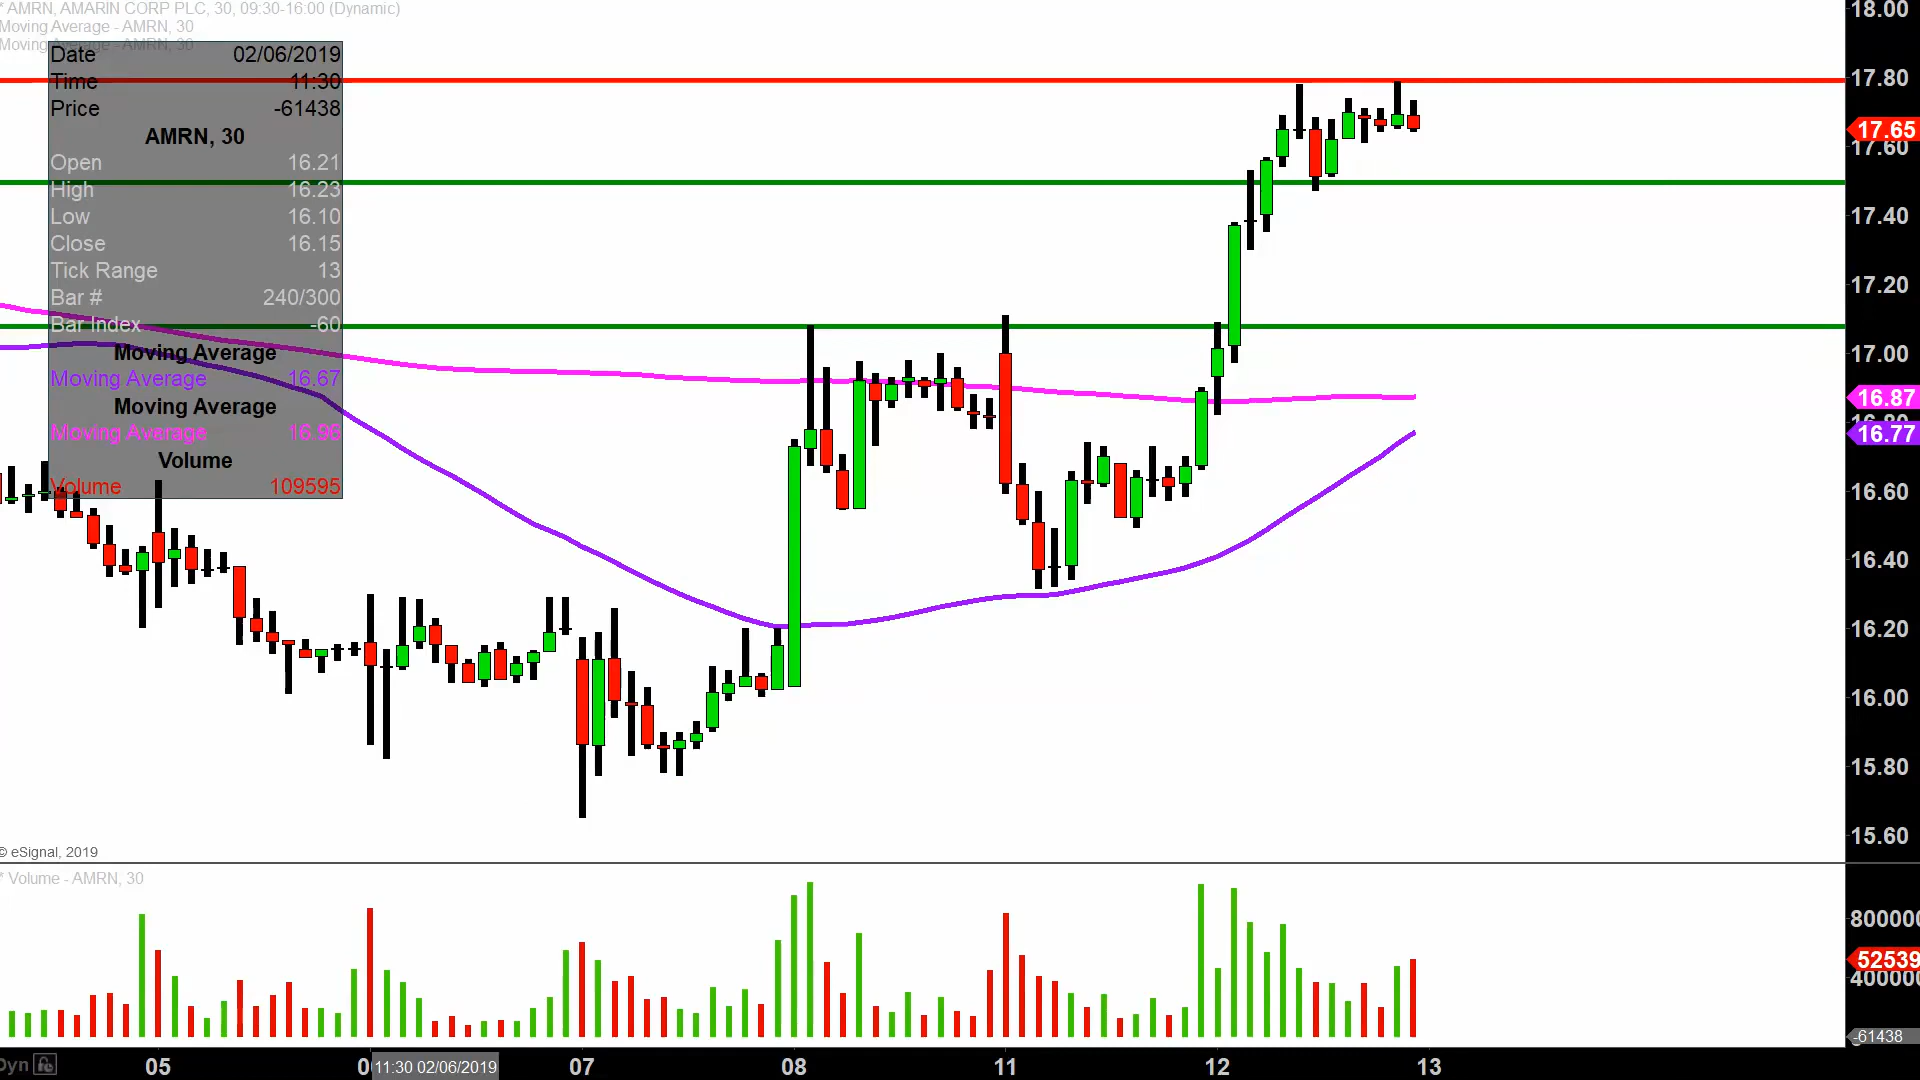 * AMRN, AMARIN CORP PLC, 30, 09:30-16:00 (Dynamic)
Moving Average - AMRN, 30
Moving Average - AMRN, 30
Date 02/06/2019
Time 11:30
Price -61438
AMRN, 30
Open 16.21
High 16.23
Low 16.10
Close 16.15
Tick Range 13
Bar # 240/300
Bar Index -60
Moving Average
Moving Average 16.67
Moving Average
Moving Average 16.96
Volume
Volume 109595
18.00
17.80
17.65
17.60
17.40
17.20
17.00
16.87
16.77
16.60
16.40
16.20
16.00
15.80
15.60
© eSignal, 2019
* Volume - AMRN, 30
800000
52539
400000
-61438
Dyn 05 11:30 02/06/2019 07 08 11 12 13